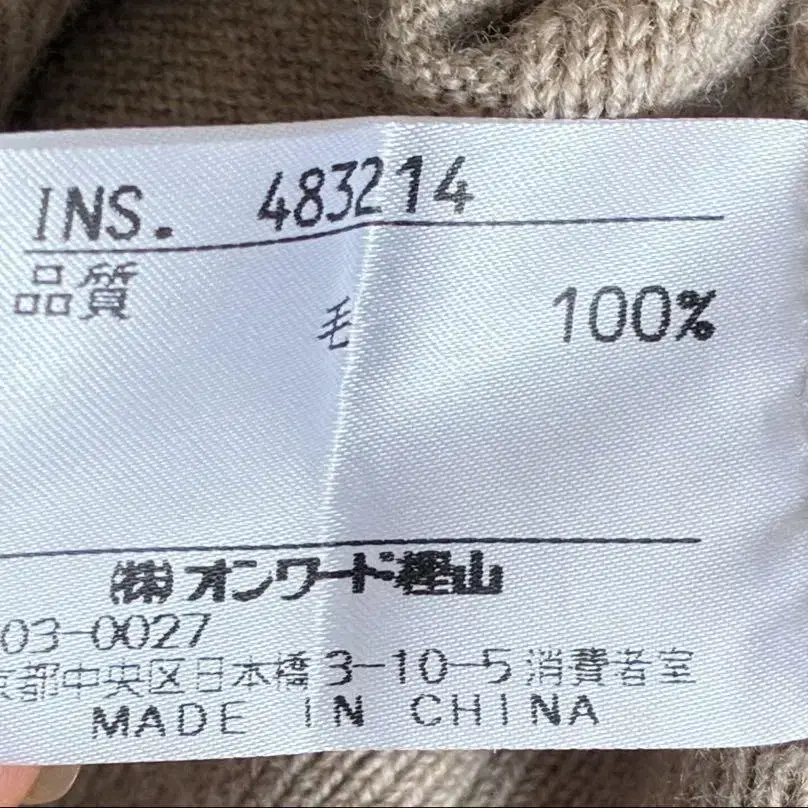 INS. 483214
品質
毛 100%
㈱オンワード樫山
03-0027
京都中央区日本橋3-10-5消費者室
MADE IN CHINA